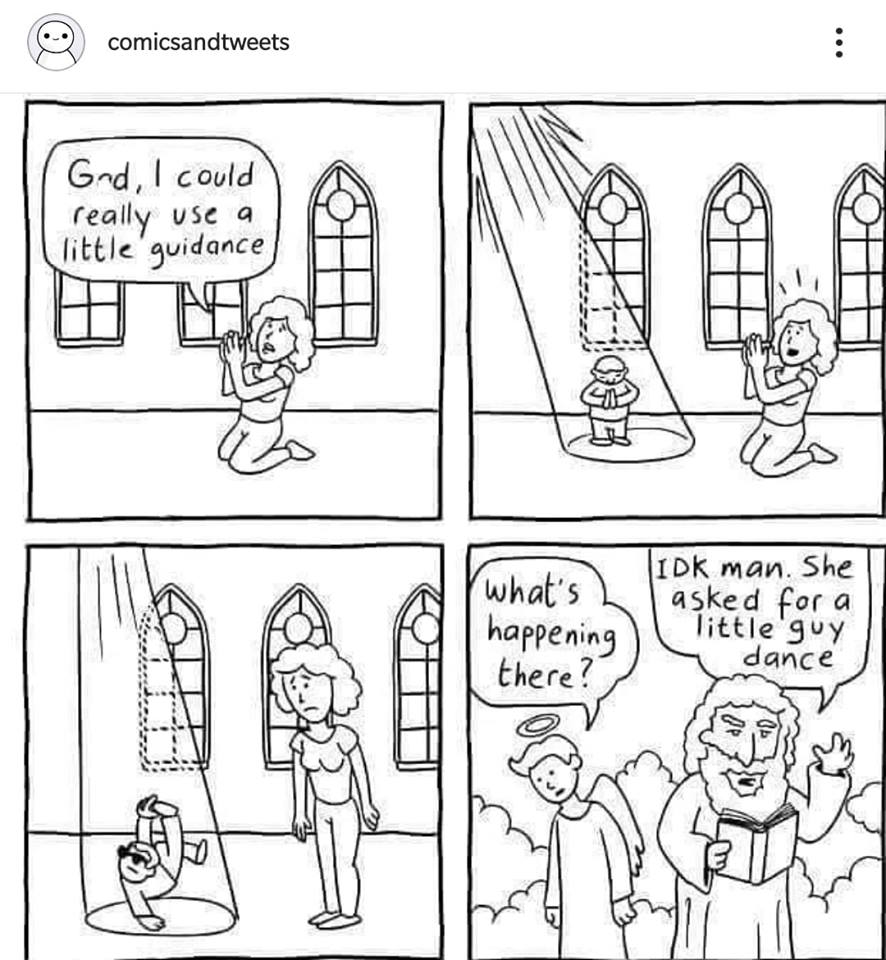 comicsandtweets
God, I could
really use a
little guidance
what's
happening
there?
IDK man. She
asked for a
little guy
dance